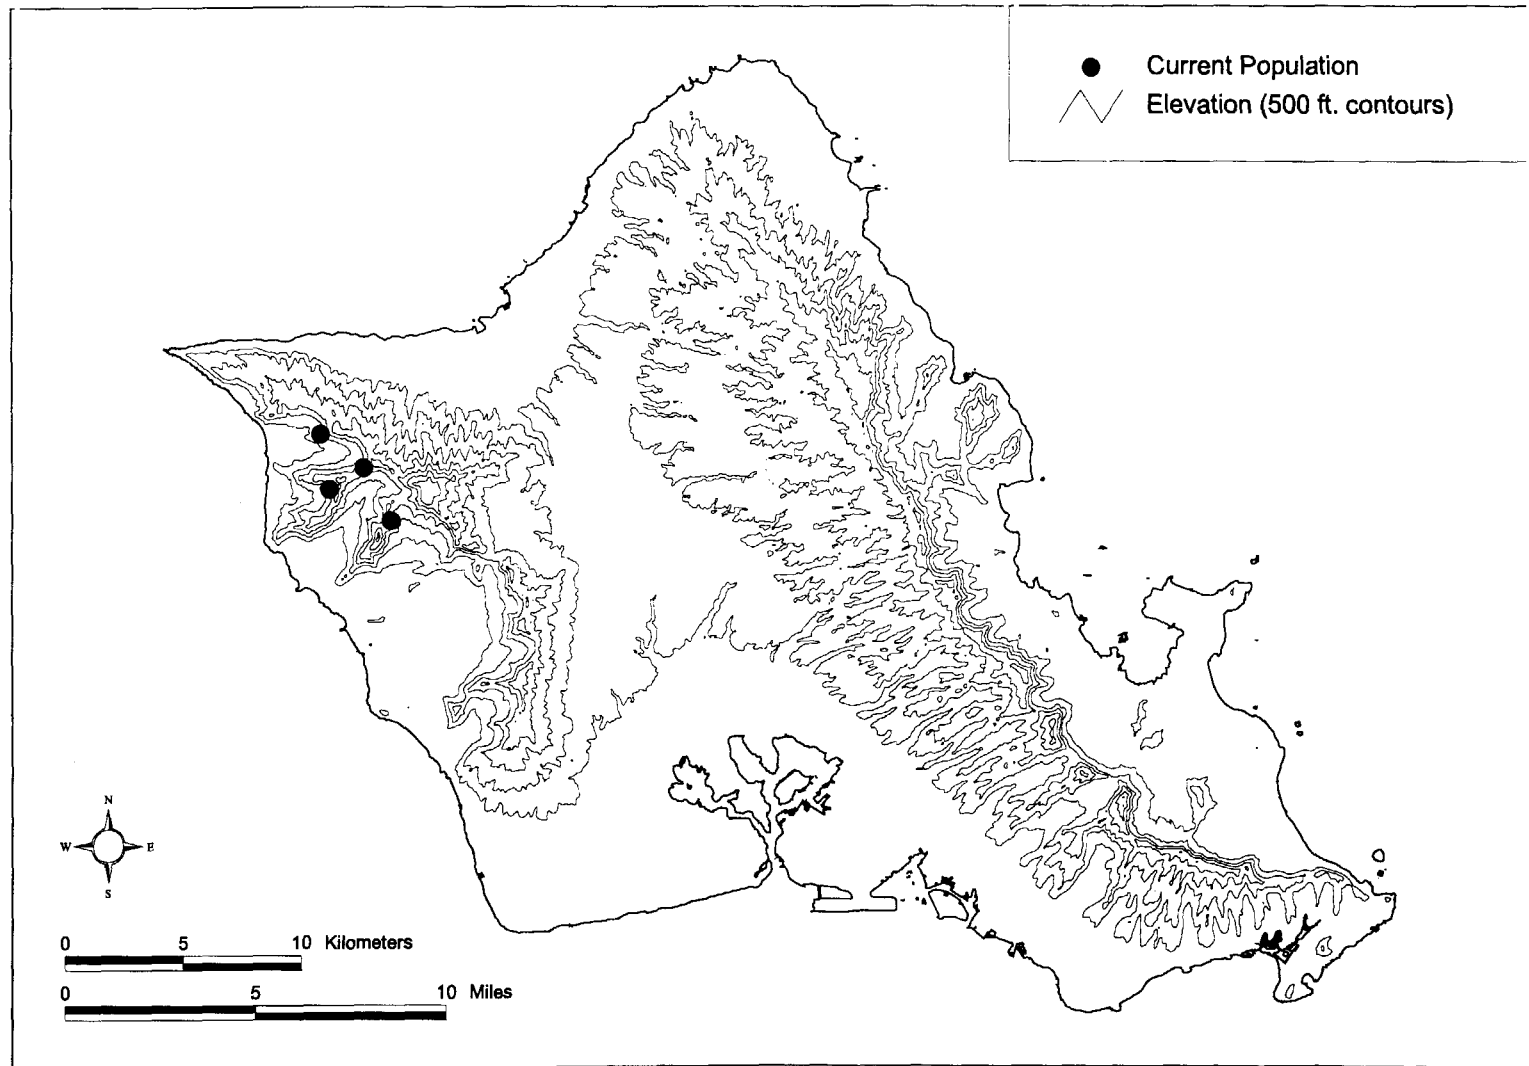 Current Population
Elevation (500 ft. contours)
N
W E
S
0 5 10 Kilometers
0 5 10 Miles